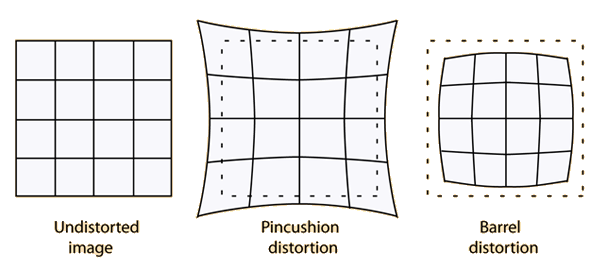 Undistorted
image
Pincushion
distortion
Barrel
distortion